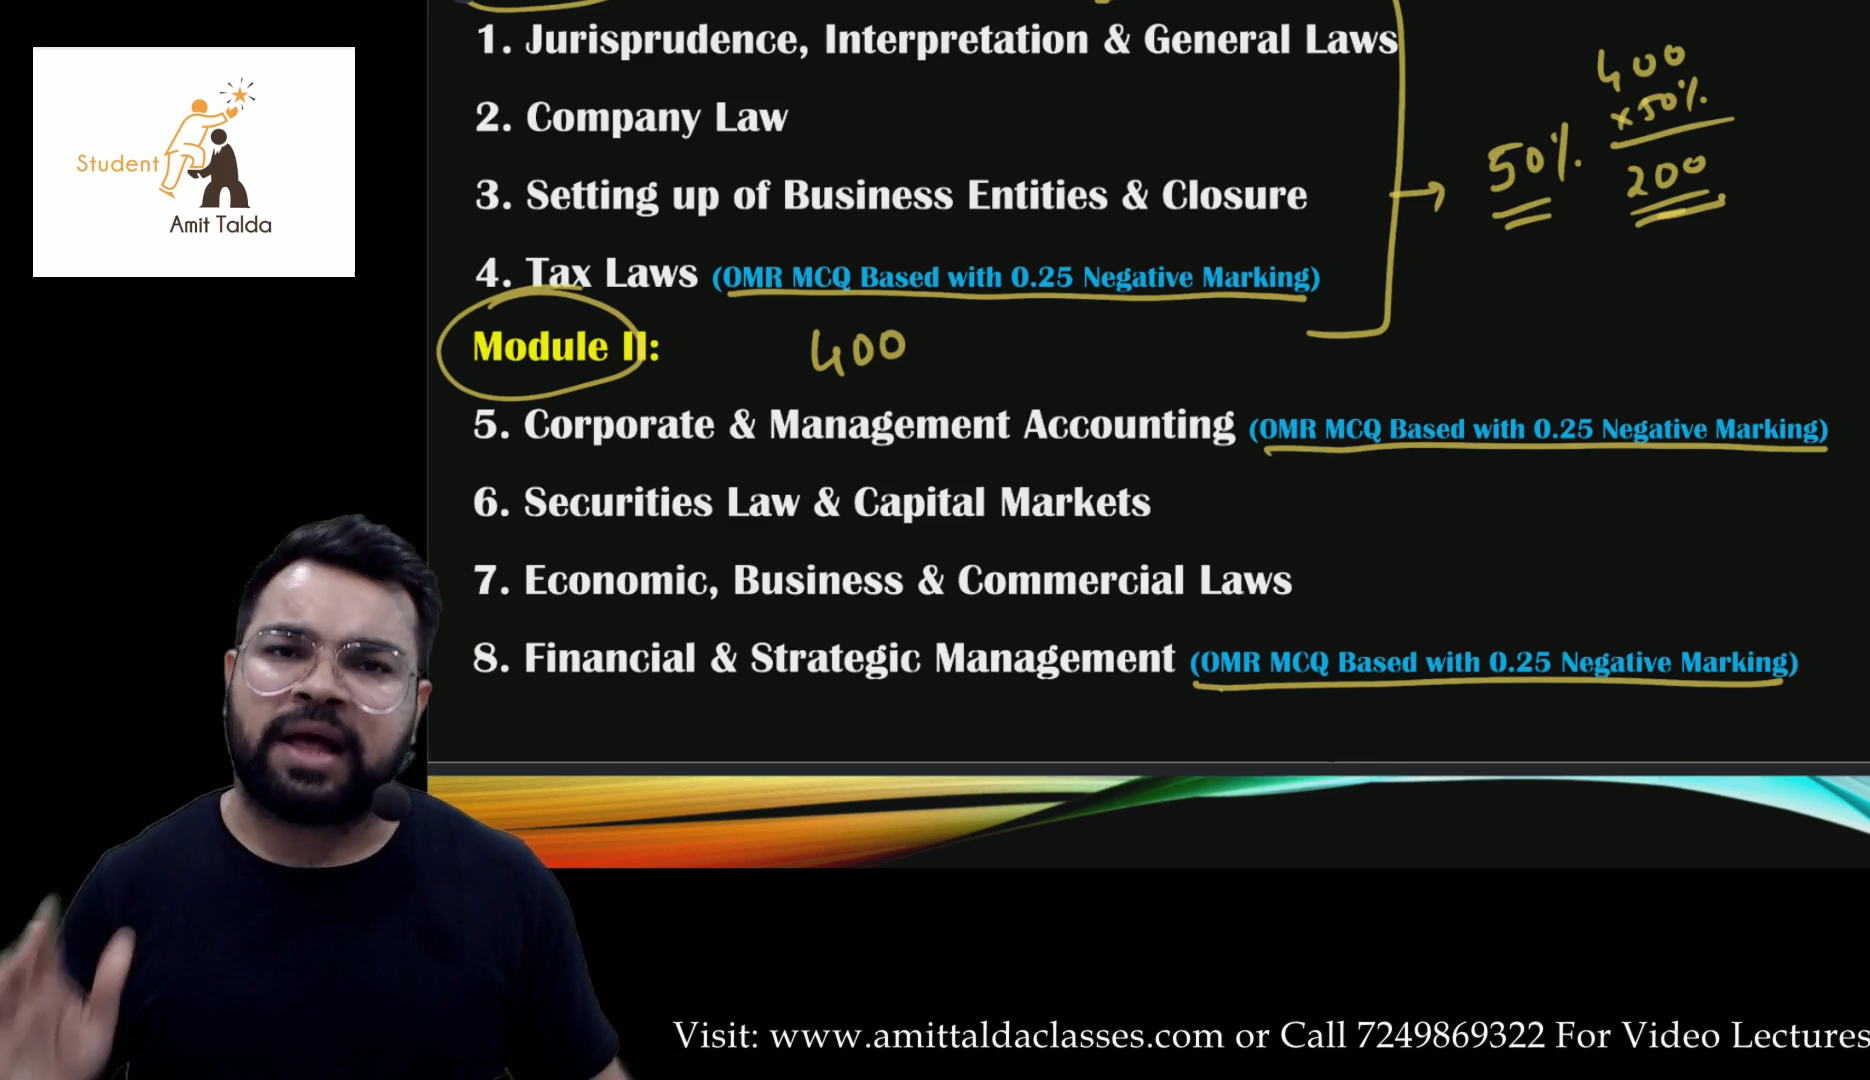 Student
Amit Talda
1. Jurisprudence, Interpretation & General Laws
2. Company Law
3. Setting up of Business Entities & Closure
4. Tax Laws (OMR MCQ Based with 0.25 Negative Marking)
400
x 50%
200
50%
Module II: 400
5. Corporate & Management Accounting (OMR MCQ Based with 0.25 Negative Marking)
6. Securities Law & Capital Markets
7. Economic, Business & Commercial Laws
8. Financial & Strategic Management (OMR MCQ Based with 0.25 Negative Marking)
Visit: www.amittaldaclasses.com or Call 7249869322 For Video Lectures